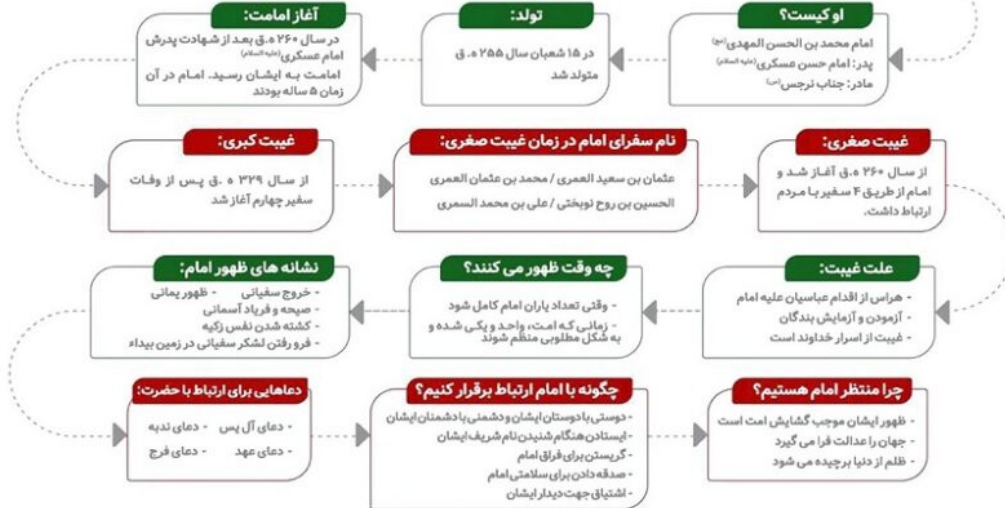 او کیست؟
امام محمد بن الحسن المهدی (عج)
پدر: امام حسن عسکری (علیه السلام)
مادر: جناب نرجس (س)
تولد:
در ۱۵ شعبان سال ۲۵۵ ه. ق
متولد شد
آغاز امامت:
در سال ۲۶۰ ه.ق بعد از شهادت پدرش
امام عسکری (علیه السلام)
امامت به ایشان رسید. امام در آن
زمان ۵ ساله بودند
غیبت صغری:
از سال ۲۶۰ ه.ق آغاز شد و
امام از طریق ۴ سفیر با مردم
ارتباط داشت.
نام سفرای امام در زمان غیبت صغری:
عثمان بن سعید العمری / محمد بن عثمان العمری
الحسین بن روح نوبختی / علی بن محمد السمری
غیبت کبری:
از سال ۳۲۹ ه .ق پس از وفات
سفیر چهارم آغاز شد
علت غیبت:
- هراس از اقدام عباسیان علیه امام
- آزمودن و آزمایش بندگان
- غیبت از اسرار خداوند است
چه وقت ظهور می کنند؟
- وقتی تعداد یاران امام کامل شود
- زمانی که امت، واحد و یکی شده و
به شکل مطلوبی منظم شوند
نشانه های ظهور امام:
- خروج سفیانی - ظهور یمانی
- صیحه و فریاد آسمانی
- کشته شدن نفس زکیه
- فرو رفتن لشکر سفیانی در زمین بیداء
چرا منتظر امام هستیم؟
- ظهور ایشان موجب گشایش امت است
- جهان را عدالت فرا می گیرد
- ظلم از دنیا برچیده می شود
چگونه با امام ارتباط برقرار کنیم؟
- دوستی با دوستان ایشان و دشمنی با دشمنان ایشان
- ایستادن هنگام شنیدن نام شریف ایشان
- گریستن برای فراق امام
- صدقه دادن برای سلامتی امام
- اشتیاق جهت دیدار ایشان
دعاهایی برای ارتباط با حضرت:
- دعای آل یس - دعای ندبه
- دعای عهد - دعای فرج